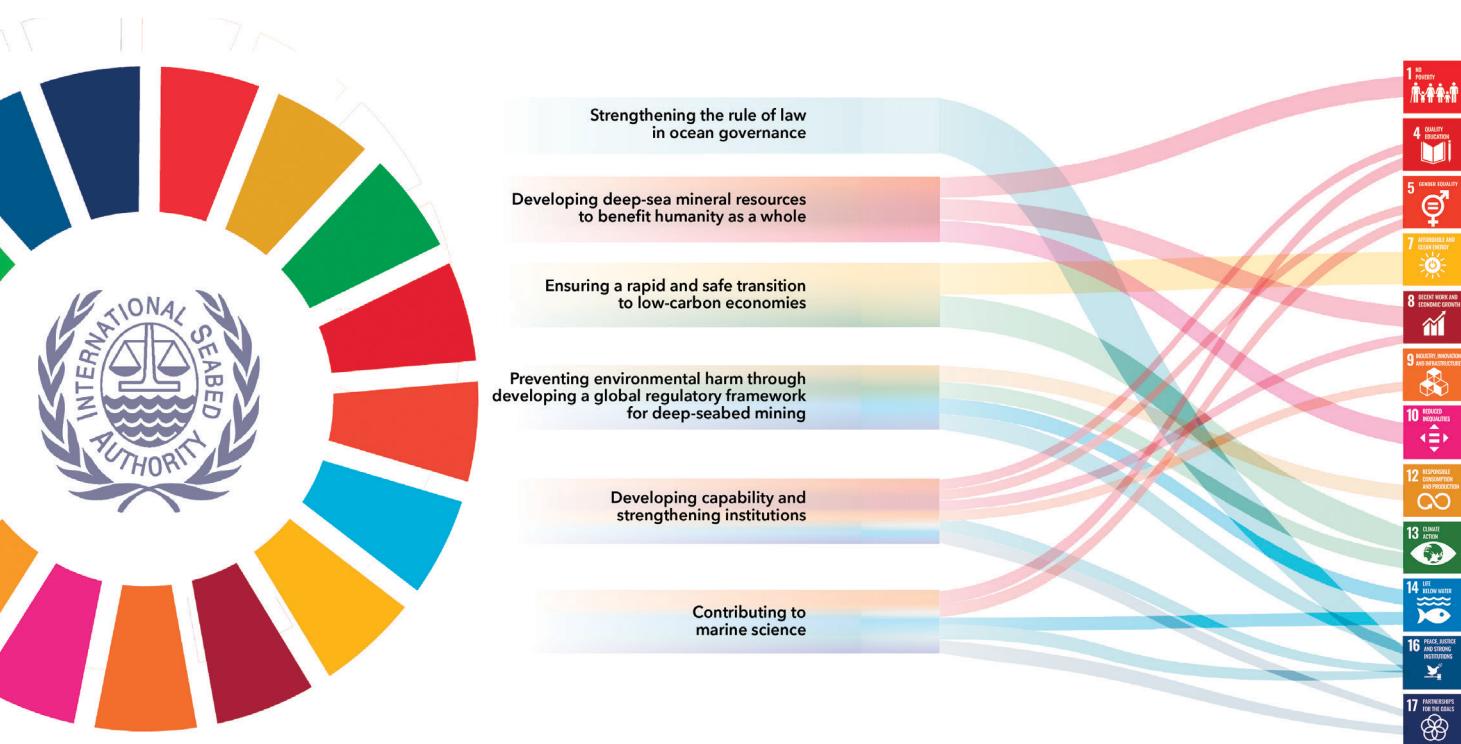 INTERNATIONAL SEABED
AUTHORITY
Strengthening the rule of law
in ocean governance
Developing deep-sea mineral resources
to benefit humanity as a whole
Ensuring a rapid and safe transition
to low-carbon economies
Preventing environmental harm through
developing a global regulatory framework
for deep-seabed mining
Developing capability and
strengthening institutions
Contributing to
marine science
1 NO
POVERTY
4 QUALITY
EDUCATION
5 GENDER EQUALITY
7 AFFORDABLE AND
CLEAN ENERGY
8 DECENT WORK AND
ECONOMIC GROWTH
9 INDUSTRY, INNOVATION
AND INFRASTRUCTURE
10 REDUCED
INEQUALITIES
12 RESPONSIBLE
CONSUMPTION
AND PRODUCTION
13 CLIMATE
ACTION
14 LIFE
BELOW WATER
16 PEACE, JUSTICE
AND STRONG
INSTITUTIONS
17 PARTNERSHIPS
FOR THE GOALS